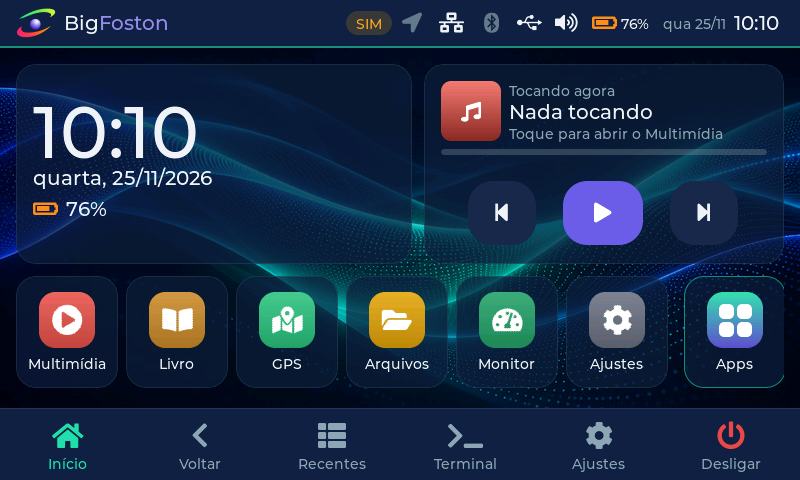 BigFoston
SIM
76%
qua 25/11
10:10
10:10
quarta, 25/11/2026
76%
Tocando agora
Nada tocando
Toque para abrir o Multimídia
Multimídia
Livro
GPS
Arquivos
Monitor
Ajustes
Apps
Início
Voltar
Recentes
Terminal
Ajustes
Desligar